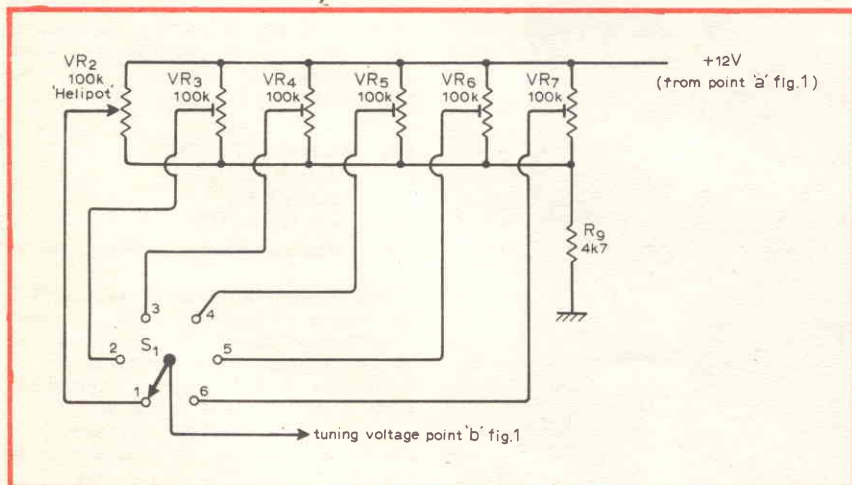 VR2
100k
'Helipot'
VR3
100k
VR4
100k
VR5
100k
VR6
100k
VR7
100k
+12V
(from point 'a' fig.1)
R9
4k7
3
4
2
S1
5
1
6
tuning voltage point 'b' fig.1